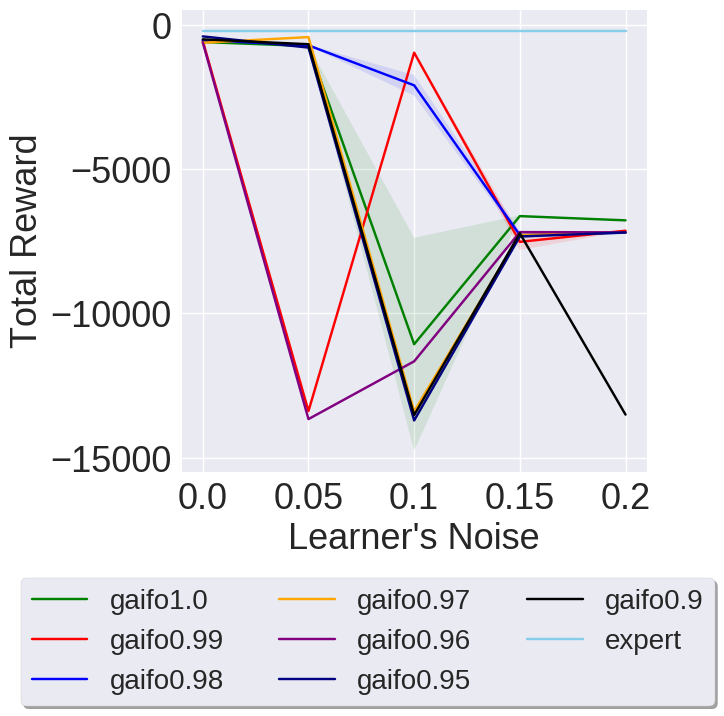 0
−5000
−10000
−15000
Total Reward
0.0 0.05 0.1 0.15 0.2
Learner's Noise
gaifo1.0 gaifo0.97 gaifo0.9
gaifo0.99 gaifo0.96 expert
gaifo0.98 gaifo0.95